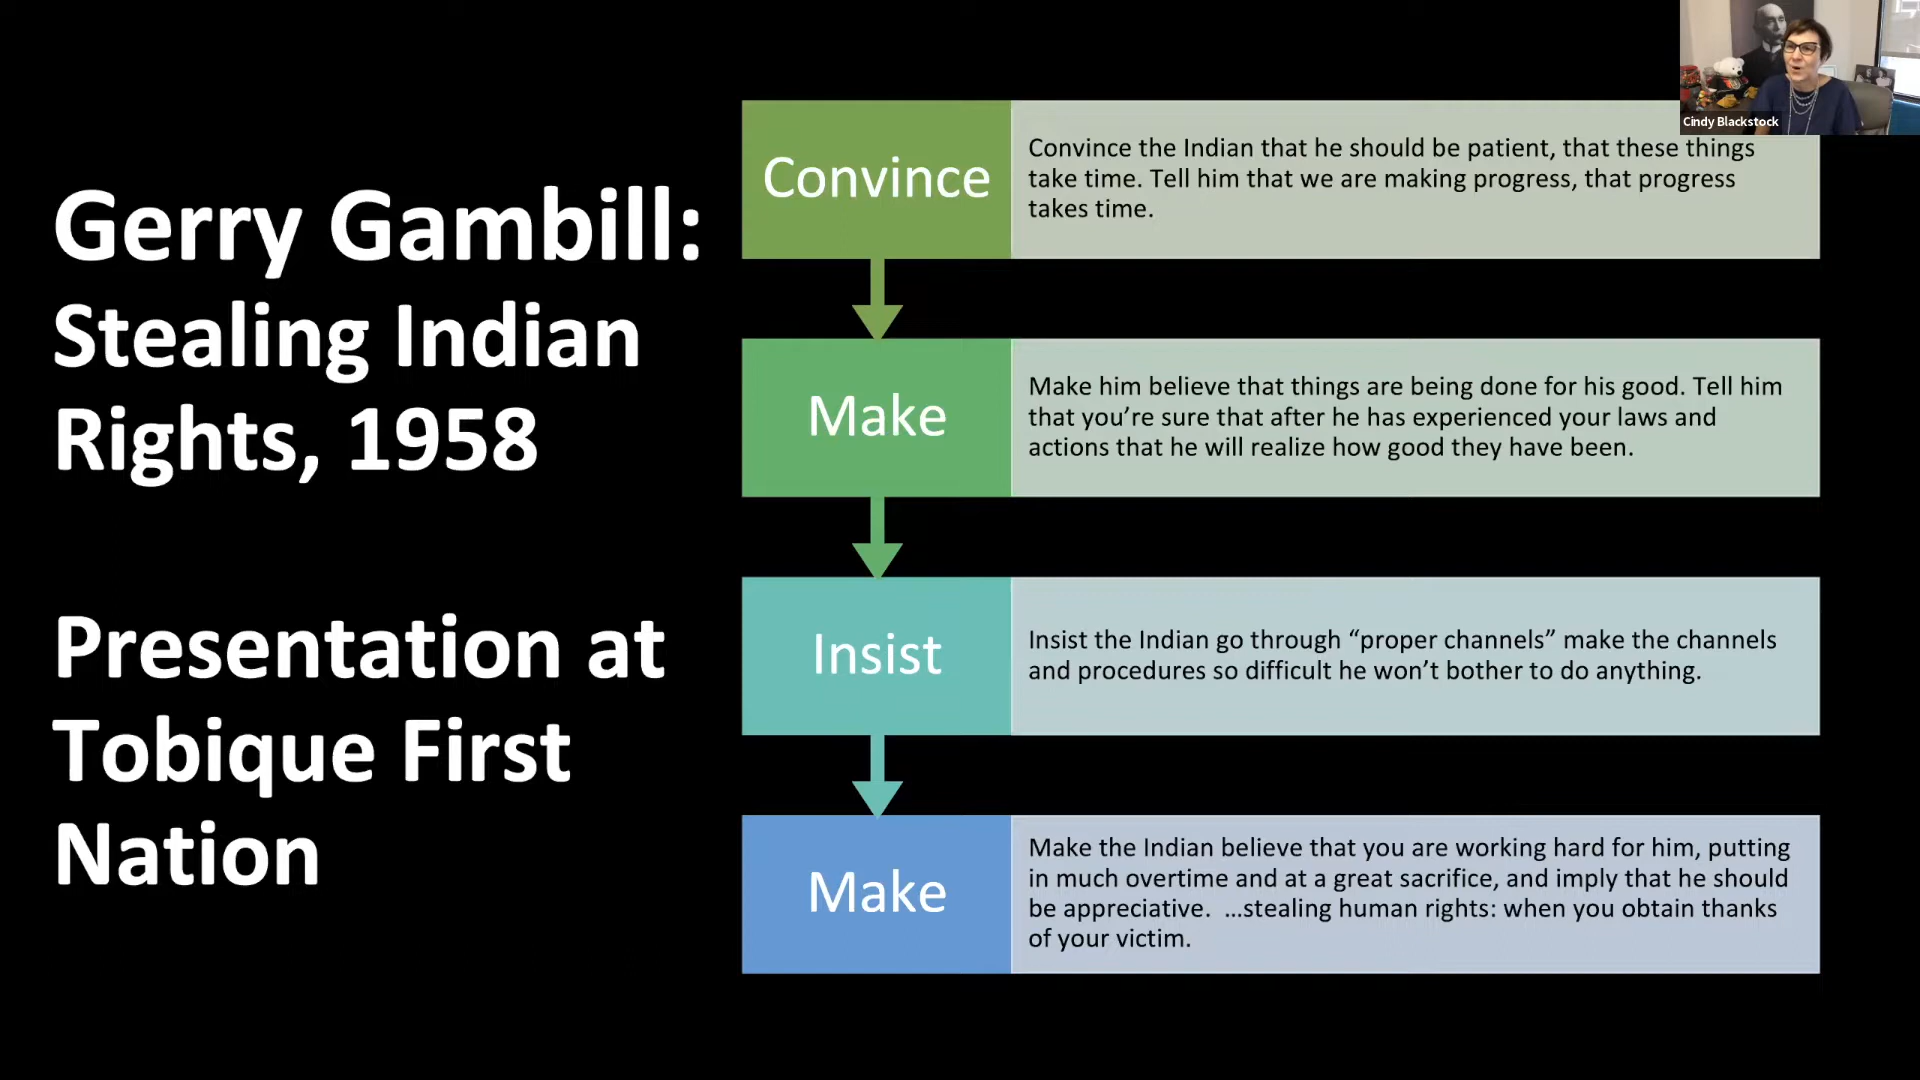 Gerry Gambill:
Stealing Indian
Rights, 1958
Presentation at
Tobique First
Nation
Convince
Convince the Indian that he should be patient, that these things
take time. Tell him that we are making progress, that progress
takes time.
Make
Make him believe that things are being done for his good. Tell him
that you’re sure that after he has experienced your laws and
actions that he will realize how good they have been.
Insist
Insist the Indian go through “proper channels” make the channels
and procedures so difficult he won’t bother to do anything.
Make
Make the Indian believe that you are working hard for him, putting
in much overtime and at a great sacrifice, and imply that he should
be appreciative.  …stealing human rights: when you obtain thanks
of your victim.
Cindy Blackstock